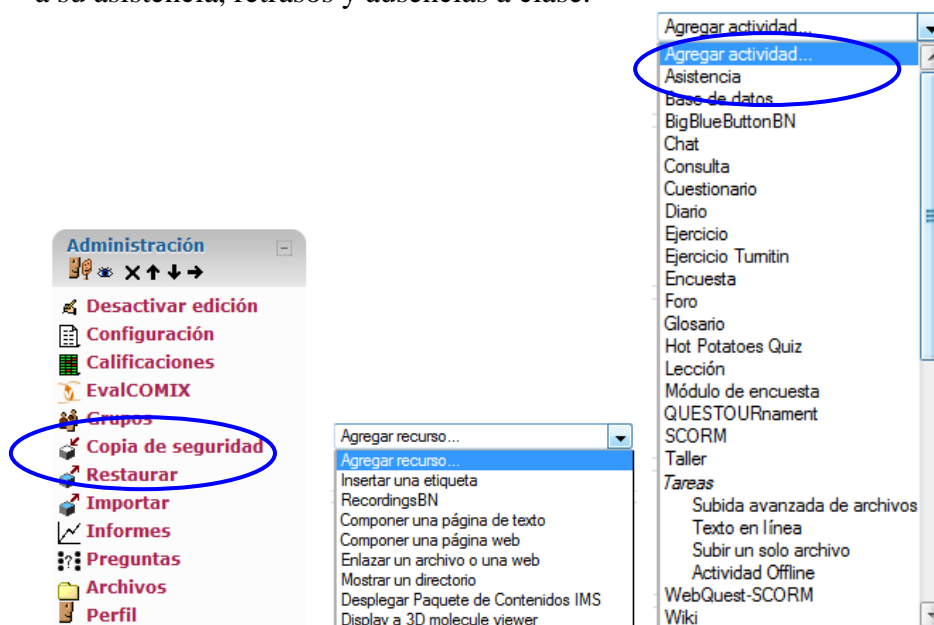 a su asistencia, retrasos y ausencias a clase.
Agregar actividad...
Agregar actividad...
Asistencia
Base de datos
BigBlueButtonBN
Chat
Consulta
Cuestionario
Diario
Ejercicio
Ejercicio Turnitin
Encuesta
Foro
Glosario
Hot Potatoes Quiz
Lección
Módulo de encuesta
QUESTOURnament
SCORM
Taller
Tareas
Subida avanzada de archivos
Texto en línea
Subir un solo archivo
Actividad Offline
WebQuest-SCORM
Wiki
Administración
Desactivar edición
Configuración
Calificaciones
EvalCOMIX
Grupos
Copia de seguridad
Restaurar
Importar
Informes
Preguntas
Archivos
Perfil
Agregar recurso...
Agregar recurso...
Insertar una etiqueta
RecordingsBN
Componer una página de texto
Componer una página web
Enlazar un archivo o una web
Mostrar un directorio
Desplegar Paquete de Contenidos IMS
Display a 3D molecule viewer